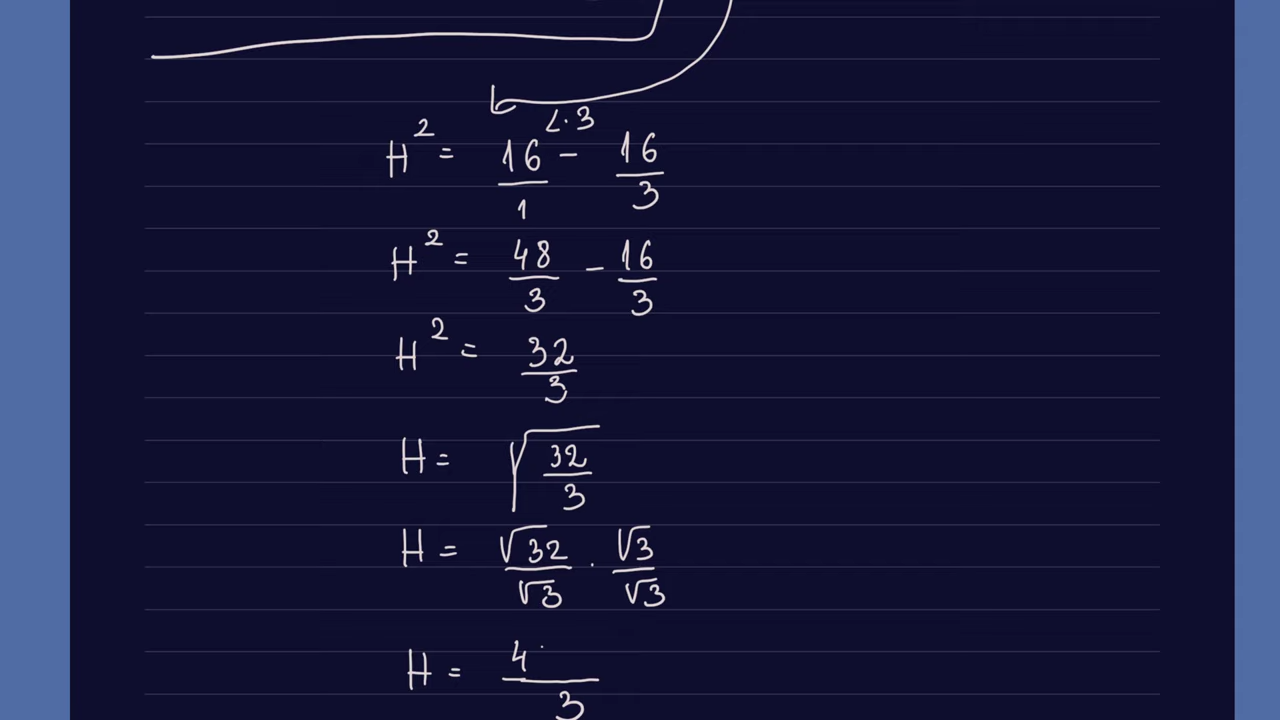 /·3
H² = 16/1 - 16/3
H² = 48/3 - 16/3
H² = 32/3
H = √(32/3)
H = √32/√3 · √3/√3
H = 4/3